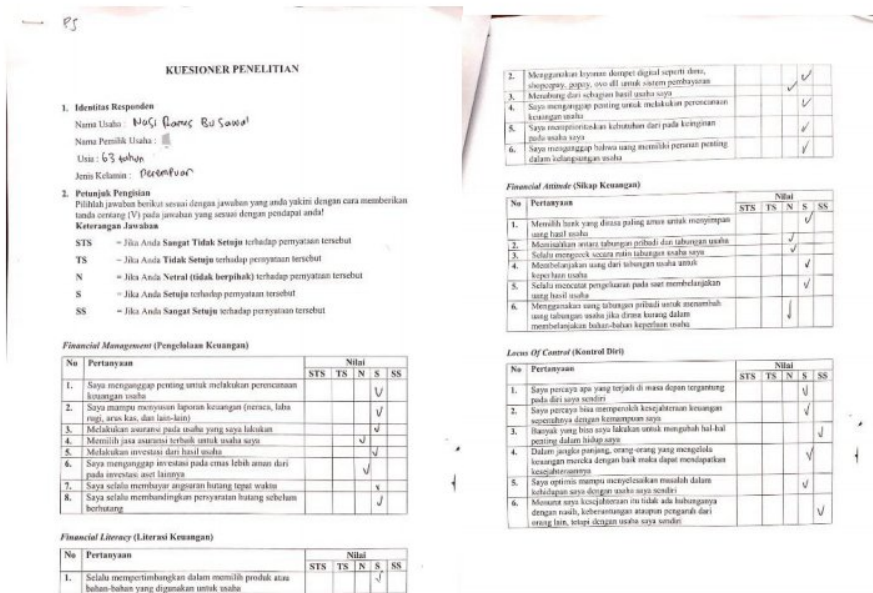 PS
KUESIONER PENELITIAN
1. Identitas Responden
Nama Usaha : Nasi Rames Bu Sawal
Nama Pemilik Usaha :
Usia : 63 tahun
Jenis Kelamin : Perempuan
2. Petunjuk Pengisian
Pilihlah jawaban berikut sesuai dengan jawaban yang anda yakini dengan cara memberikan
tanda centang (V) pada jawaban yang sesuai dengan pendapat anda!
Keterangan Jawaban
STS = Jika Anda Sangat Tidak Setuju terhadap pernyataan tersebut
TS = Jika Anda Tidak Setuju terhadap pernyataan tersebut
N = Jika Anda Netral (tidak berpihak) terhadap pernyataan tersebut
S = Jika Anda Setuju terhadap pernyataan tersebut
SS = Jika Anda Sangat Setuju terhadap pernyataan tersebut
Financial Management (Pengelolaan Keuangan)
No Pertanyaan Nilai
STS TS N S SS
1. Saya menganggap penting untuk melakukan perencanaan
keuangan usaha V
2. Saya mampu menyusun laporan keuangan (neraca, laba
rugi, arus kas, dan lain-lain) V
3. Melakukan asuransi pada usaha yang saya lakukan V
4. Memilih jasa asuransi terbaik untuk usaha saya V
5. Melakukan investasi dari hasil usaha V
6. Saya menganggap investasi pada emas lebih aman dari
pada investasi aset lainnya V
7. Saya selalu membayar angsuran hutang tepat waktu V
8. Saya selalu membandingkan persyaratan hutang sebelum
berhutang V
Financial Literacy (Literasi Keuangan)
No Pertanyaan Nilai
STS TS N S SS
1. Selalu mempertimbangkan dalam memilih produk atau
bahan-bahan yang digunakan untuk usaha V
2. Menggunakan layanan dompet digital seperti dana,
shopeepay, gopay, ovo dll untuk sistem pembayaran V
3. Menabung dari sebagian hasil usaha saya V
4. Saya menganggap penting untuk melakukan perencanaan
keuangan usaha saya V
5. Saya memprioritaskan kebutuhan dari pada keinginan
pada usaha saya V
6. Saya menganggap bahwa uang memiliki peranan penting
dalam kelangsungan usaha V
Financial Attitude (Sikap Keuangan)
No Pertanyaan Nilai
STS TS N S SS
1. Memilih bank yang dirasa paling aman untuk menyimpan
uang hasil usaha V
2. Memisahkan antara tabungan pribadi dan tabungan usaha V
3. Selalu mengecek secara rutin tabungan usaha saya V
4. Membelanjakan uang dari tabungan usaha untuk
keperluan usaha V
5. Selalu mencatat pengeluaran pada saat membelanjakan
uang hasil usaha V
6. Menggunakan uang tabungan pribadi untuk menambah
uang tabungan usaha jika dirasa kurang dalam
membelanjakan bahan-bahan keperluan usaha V
Locus Of Control (Kontrol Diri)
No Pertanyaan Nilai
STS TS N S SS
1. Saya percaya apa yang terjadi di masa depan tergantung
pada diri saya sendiri V
2. Saya percaya bisa memperoleh kesejahteraan keuangan
sepenuhnya dengan kemampuan saya V
3. Banyak yang bisa saya lakukan untuk mengubah hal-hal
penting dalam hidup saya V
4. Dalam jangka panjang, orang-orang yang mengelola
keuangan mereka dengan baik maka dapat mendapatkan
kesejahteraannya V
5. Saya optimis mampu menyelesaikan masalah dalam
kehidupan saya dengan usaha saya sendiri V
6. Menurut saya kesejahteraan itu tidak ada hubungannya
dengan nasib, keberuntungan ataupun pengaruh dari
orang lain, tetapi dengan usaha saya sendiri V